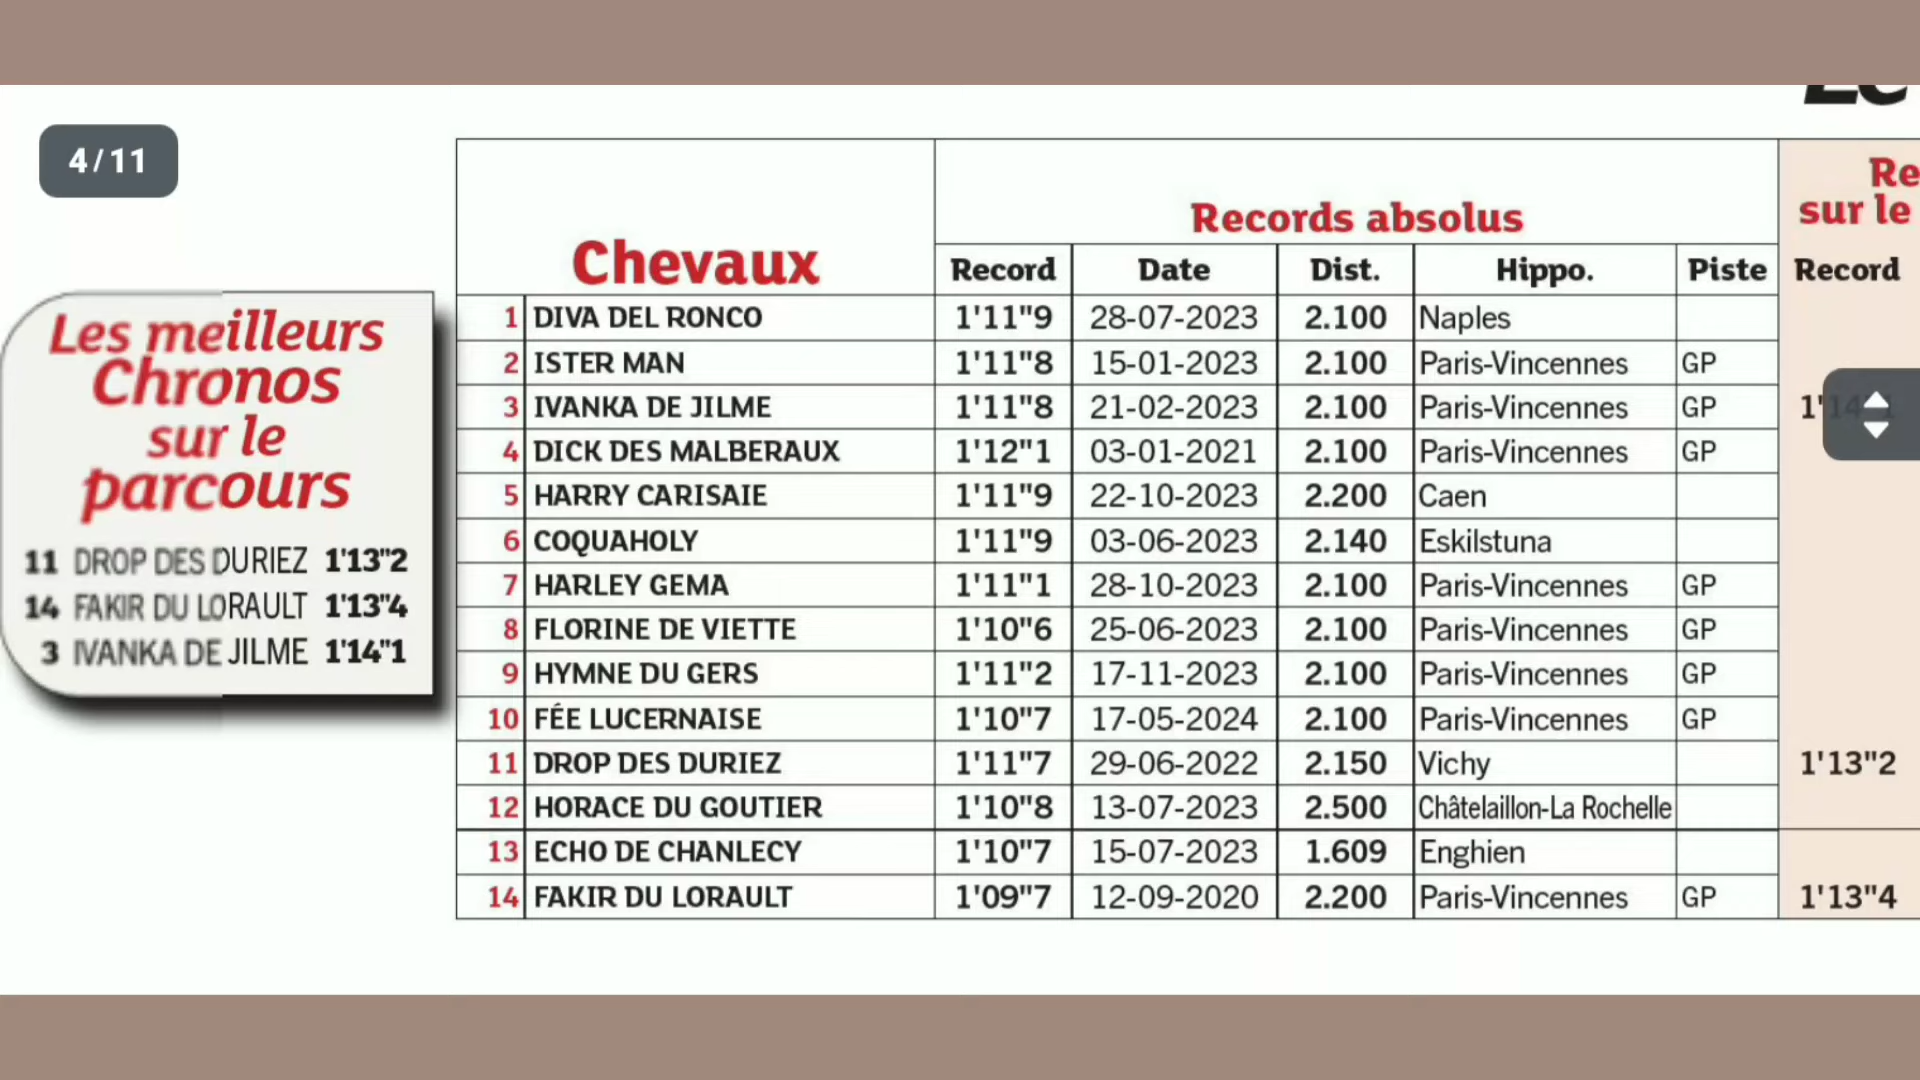 4/11
Les meilleurs
Chronos
sur le
parcours
11 DROP DES DURIEZ 1'13"2
14 FAKIR DU LORAULT 1'13"4
3 IVANKA DE JILME 1'14"1
Chevaux
Records absolus
Re
sur le
Record Date Dist. Hippo. Piste Record
1 DIVA DEL RONCO 1'11"9 28-07-2023 2.100 Naples
2 ISTER MAN 1'11"8 15-01-2023 2.100 Paris-Vincennes GP
3 IVANKA DE JILME 1'11"8 21-02-2023 2.100 Paris-Vincennes GP 1'14"1
4 DICK DES MALBERAUX 1'12"1 03-01-2021 2.100 Paris-Vincennes GP
5 HARRY CARISAIE 1'11"9 22-10-2023 2.200 Caen
6 COQUAHOLY 1'11"9 03-06-2023 2.140 Eskilstuna
7 HARLEY GEMA 1'11"1 28-10-2023 2.100 Paris-Vincennes GP
8 FLORINE DE VIETTE 1'10"6 25-06-2023 2.100 Paris-Vincennes GP
9 HYMNE DU GERS 1'11"2 17-11-2023 2.100 Paris-Vincennes GP
10 FÉE LUCERNAISE 1'10"7 17-05-2024 2.100 Paris-Vincennes GP
11 DROP DES DURIEZ 1'11"7 29-06-2022 2.150 Vichy 1'13"2
12 HORACE DU GOUTIER 1'10"8 13-07-2023 2.500 Châtelaillon-La Rochelle
13 ECHO DE CHANLECY 1'10"7 15-07-2023 1.609 Enghien
14 FAKIR DU LORAULT 1'09"7 12-09-2020 2.200 Paris-Vincennes GP 1'13"4